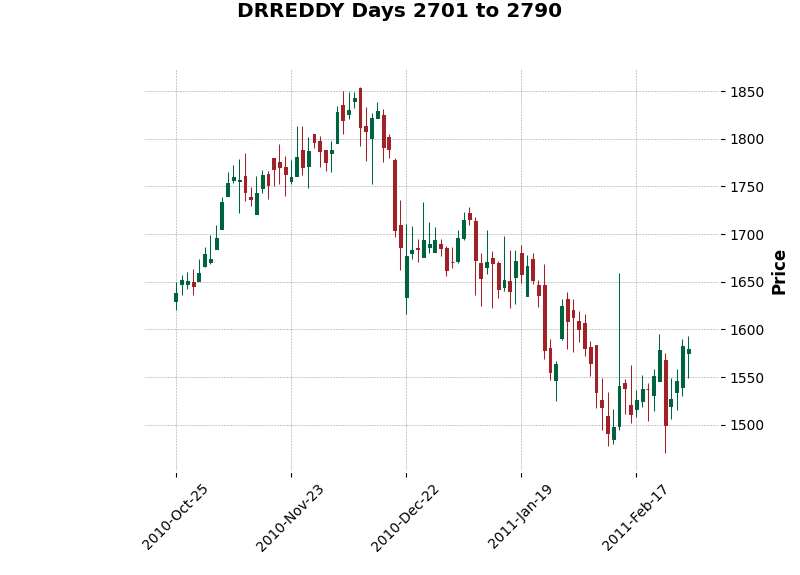 DRREDDY Days 2701 to 2790
1850
1800
1750
1700
1650
1600
1550
1500
Price
2010-Oct-25
2010-Nov-23
2010-Dec-22
2011-Jan-19
2011-Feb-17